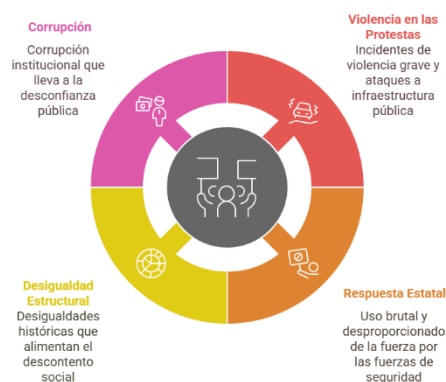 Corrupción
Corrupción
institucional que
lleva a la
desconfianza
pública
Violencia en las
Protestas
Incidentes de
violencia grave y
ataques a
infraestructura
pública
Desigualdad
Estructural
Desigualdades
históricas que
alimentan el
descontento
social
Respuesta Estatal
Uso brutal y
desproporcionado
de la fuerza por
las fuerzas de
seguridad